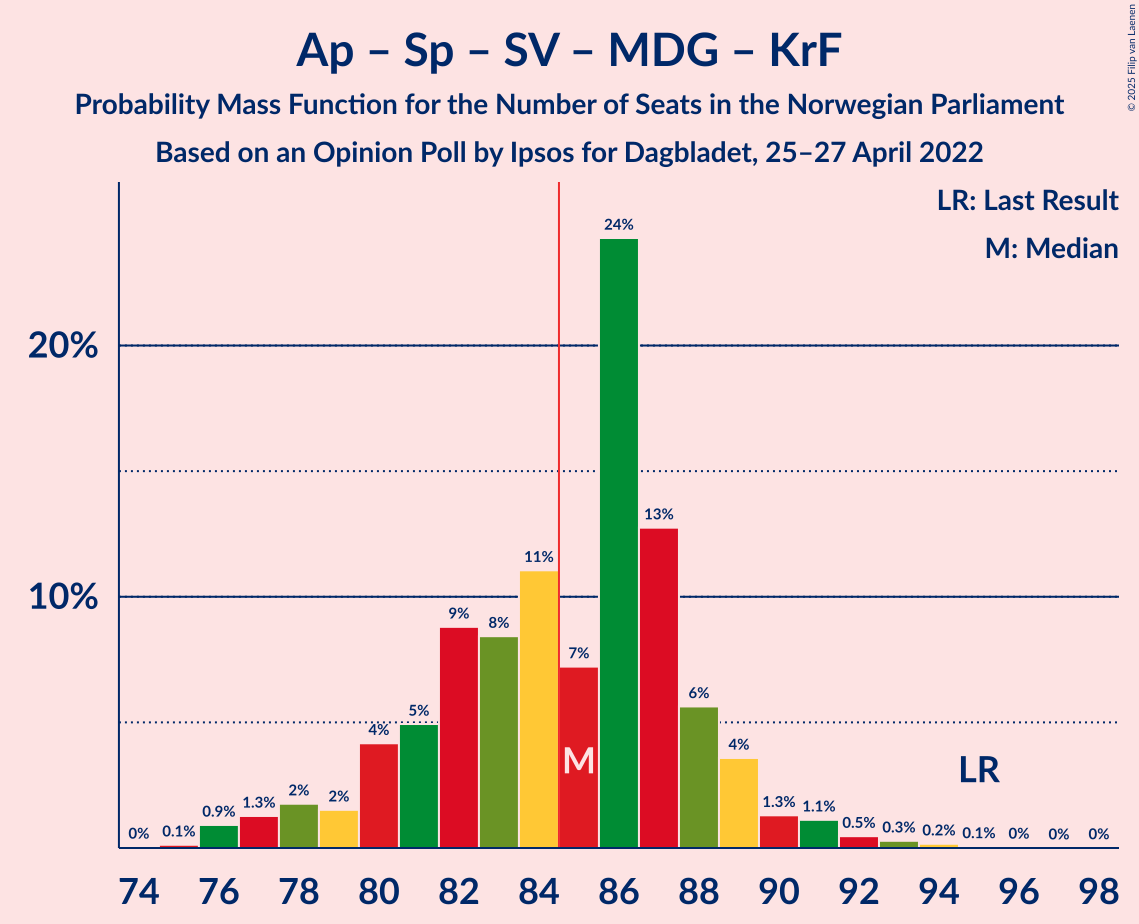 Ap – Sp – SV – MDG – KrF
Probability Mass Function for the Number of Seats in the Norwegian Parliament
Based on an Opinion Poll by Ipsos for Dagbladet, 25–27 April 2022
© 2025 Filip van Laenen
LR: Last Result
M: Median
20%
10%
0% 0.1% 0.9% 1.3% 2% 2% 4% 5% 9% 8% 11% 7% 24% 13% 6% 4% 1.3% 1.1% 0.5% 0.3% 0.2% 0.1% 0% 0% 0%
M
LR
74 76 78 80 82 84 86 88 90 92 94 96 98